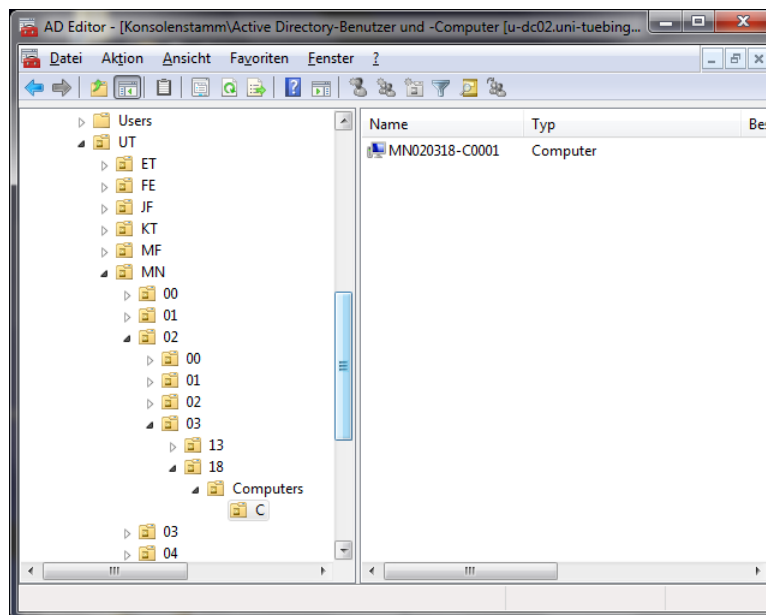 AD Editor - [Konsolenstamm\Active Directory-Benutzer und -Computer [u-dc02.uni-tuebing...
Datei Aktion Ansicht Favoriten Fenster ?
Users
UT
ET
FE
JF
KT
MF
MN
00
01
02
00
01
02
03
13
18
Computers
C
03
04
Name Typ Be
MN020318-C0001 Computer